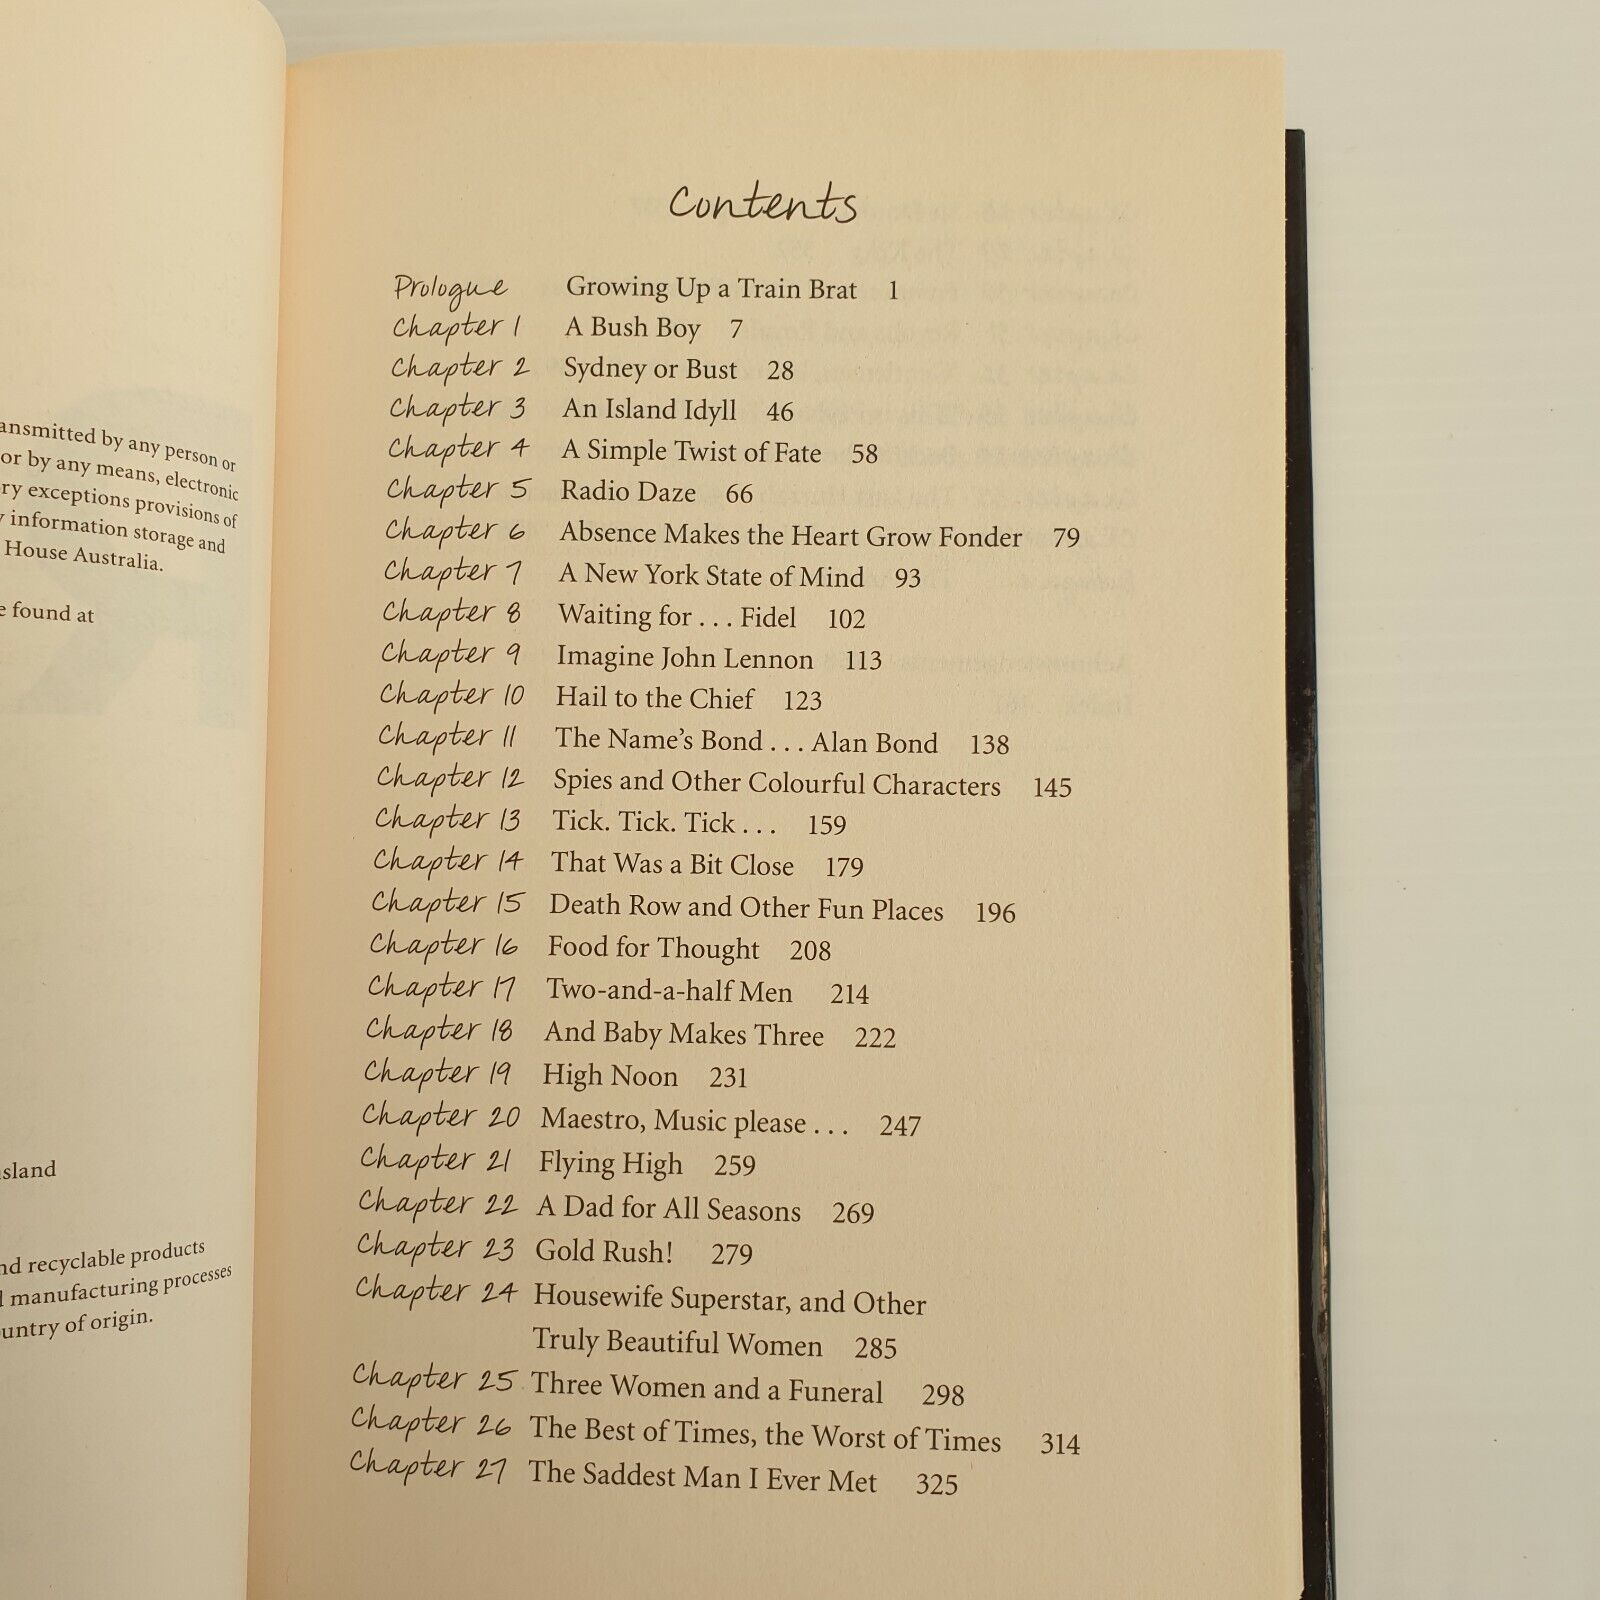 ansmitted by any person or
or by any means, electronic
ry exceptions provisions of
information storage and
House Australia.
found at
sland
nd recyclable products
manufacturing processes
untry of origin.
Contents
Prologue Growing Up a Train Brat 1
Chapter 1 A Bush Boy 7
Chapter 2 Sydney or Bust 28
Chapter 3 An Island Idyll 46
Chapter 4 A Simple Twist of Fate 58
Chapter 5 Radio Daze 66
Chapter 6 Absence Makes the Heart Grow Fonder 79
Chapter 7 A New York State of Mind 93
Chapter 8 Waiting for . . . Fidel 102
Chapter 9 Imagine John Lennon 113
Chapter 10 Hail to the Chief 123
Chapter 11 The Name's Bond . . . Alan Bond 138
Chapter 12 Spies and Other Colourful Characters 145
Chapter 13 Tick. Tick. Tick . . . 159
Chapter 14 That Was a Bit Close 179
Chapter 15 Death Row and Other Fun Places 196
Chapter 16 Food for Thought 208
Chapter 17 Two-and-a-half Men 214
Chapter 18 And Baby Makes Three 222
Chapter 19 High Noon 231
Chapter 20 Maestro, Music please . . . 247
Chapter 21 Flying High 259
Chapter 22 A Dad for All Seasons 269
Chapter 23 Gold Rush! 279
Chapter 24 Housewife Superstar, and Other
Truly Beautiful Women 285
Chapter 25 Three Women and a Funeral 298
Chapter 26 The Best of Times, the Worst of Times 314
Chapter 27 The Saddest Man I Ever Met 325